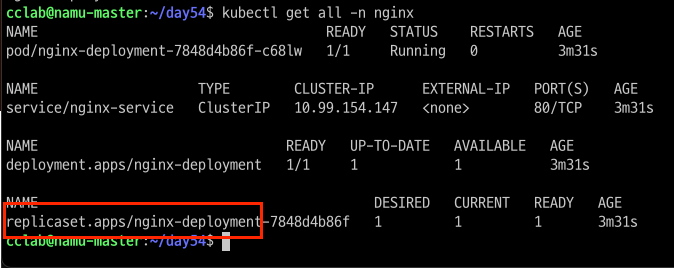 cclab@namu-master:~/day54$ kubectl get all -n nginx
NAME READY STATUS RESTARTS AGE
pod/nginx-deployment-7848d4b86f-c68lw 1/1 Running 0 3m31s
NAME TYPE CLUSTER-IP EXTERNAL-IP PORT(S) AGE
service/nginx-service ClusterIP 10.99.154.147 <none> 80/TCP 3m31s
NAME READY UP-TO-DATE AVAILABLE AGE
deployment.apps/nginx-deployment 1/1 1 1 3m31s
NAME DESIRED CURRENT READY AGE
replicaset.apps/nginx-deployment-7848d4b86f 1 1 1 3m31s
cclab@namu-master:~/day54$